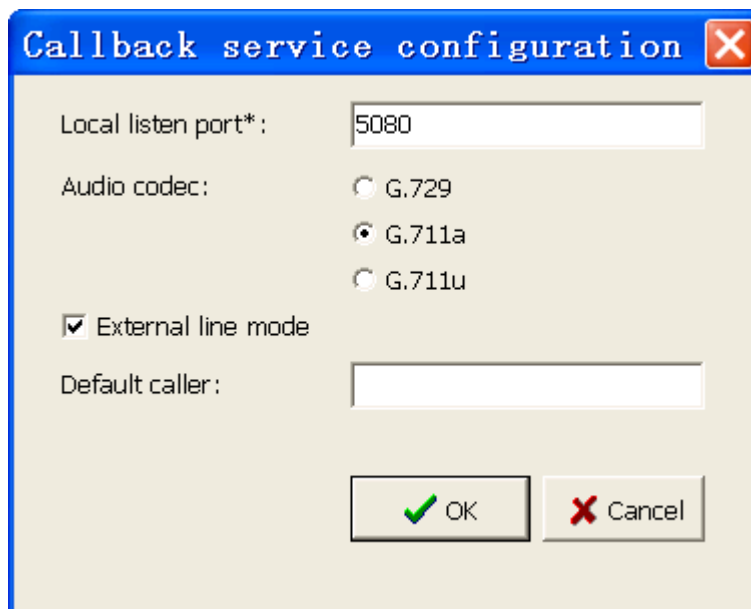 Callback service configuration
Local listen port*: 5080
Audio codec: G.729
G.711a
G.711u
External line mode
Default caller:
OK Cancel